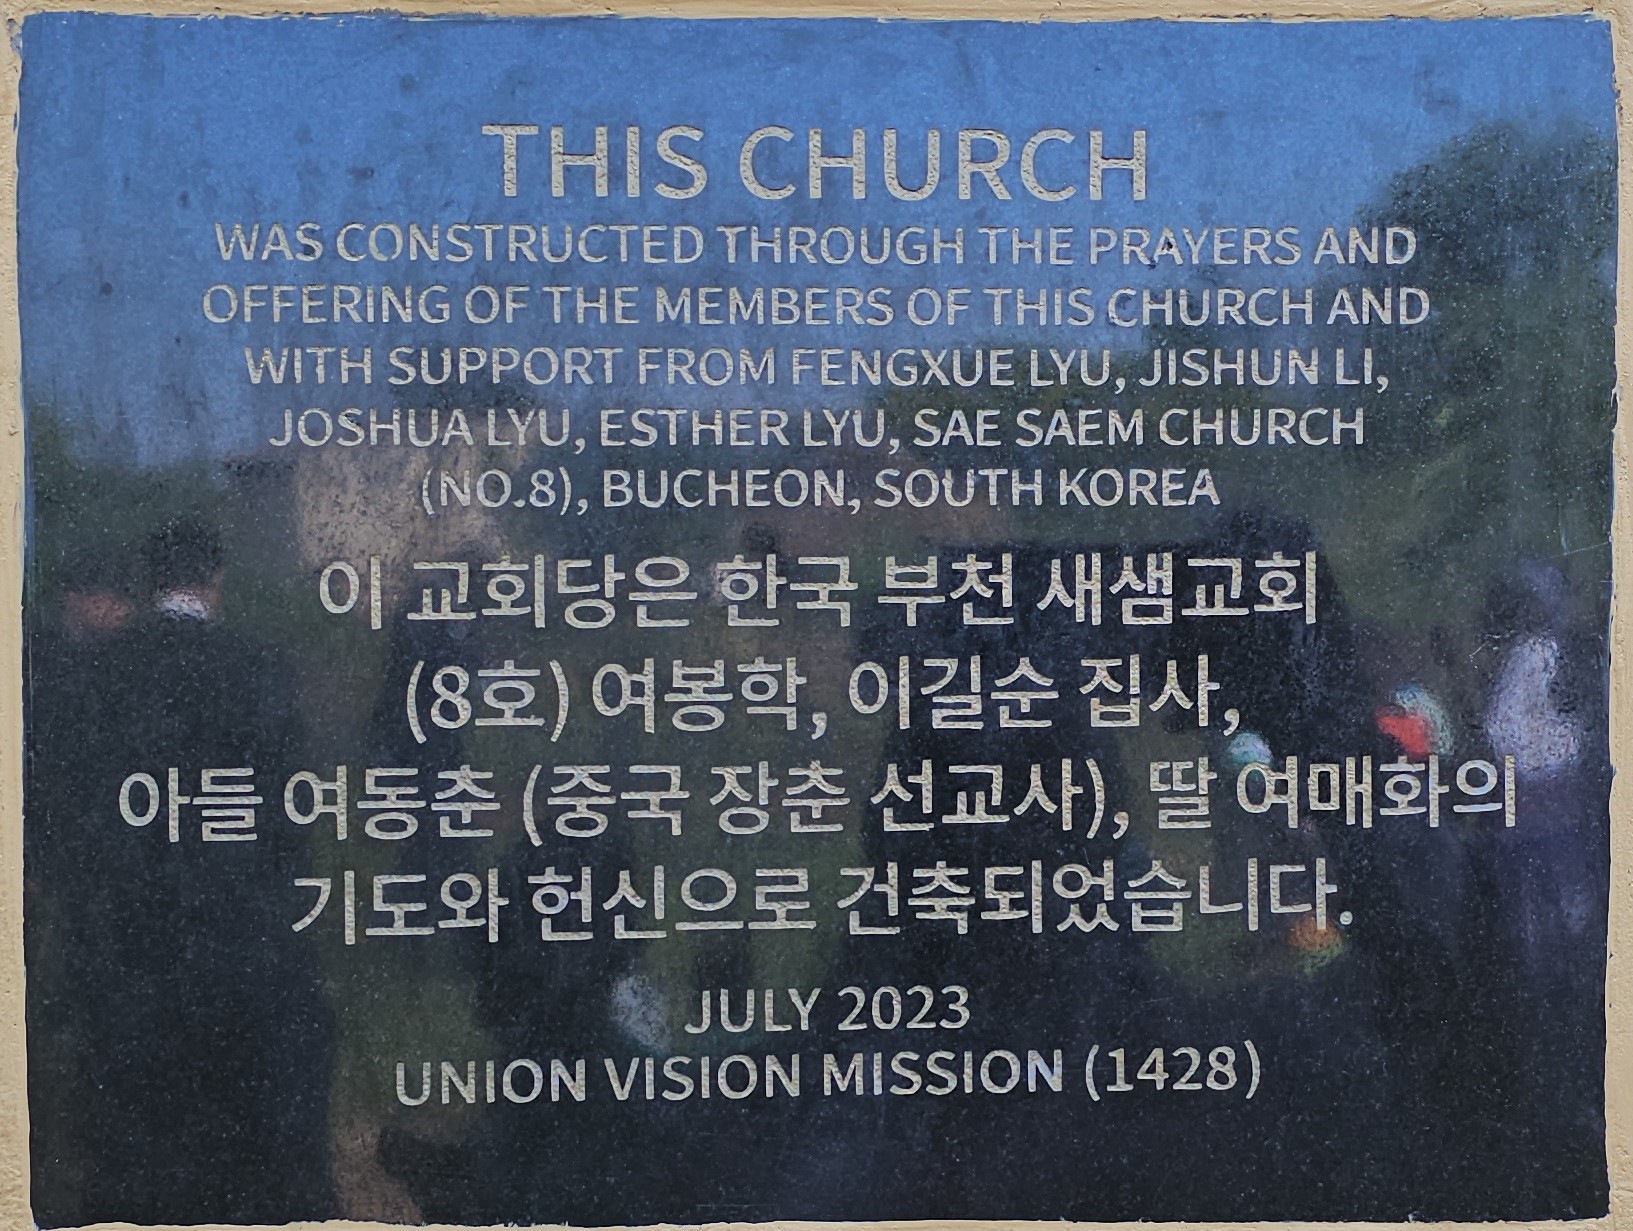 THIS CHURCH
WAS CONSTRUCTED THROUGH THE PRAYERS AND
OFFERING OF THE MEMBERS OF THIS CHURCH AND
WITH SUPPORT FROM FENGXUE LYU, JISHUN LI,
JOSHUA LYU, ESTHER LYU, SAE SAEM CHURCH
(NO.8), BUCHEON, SOUTH KOREA
이 교회당은 한국 부천 새샘교회
(8호) 여봉학, 이길순 집사,
아들 여동춘 (중국 장춘 선교사), 딸 여매화의
기도와 헌신으로 건축되었습니다.
JULY 2023
UNION VISION MISSION (1428)